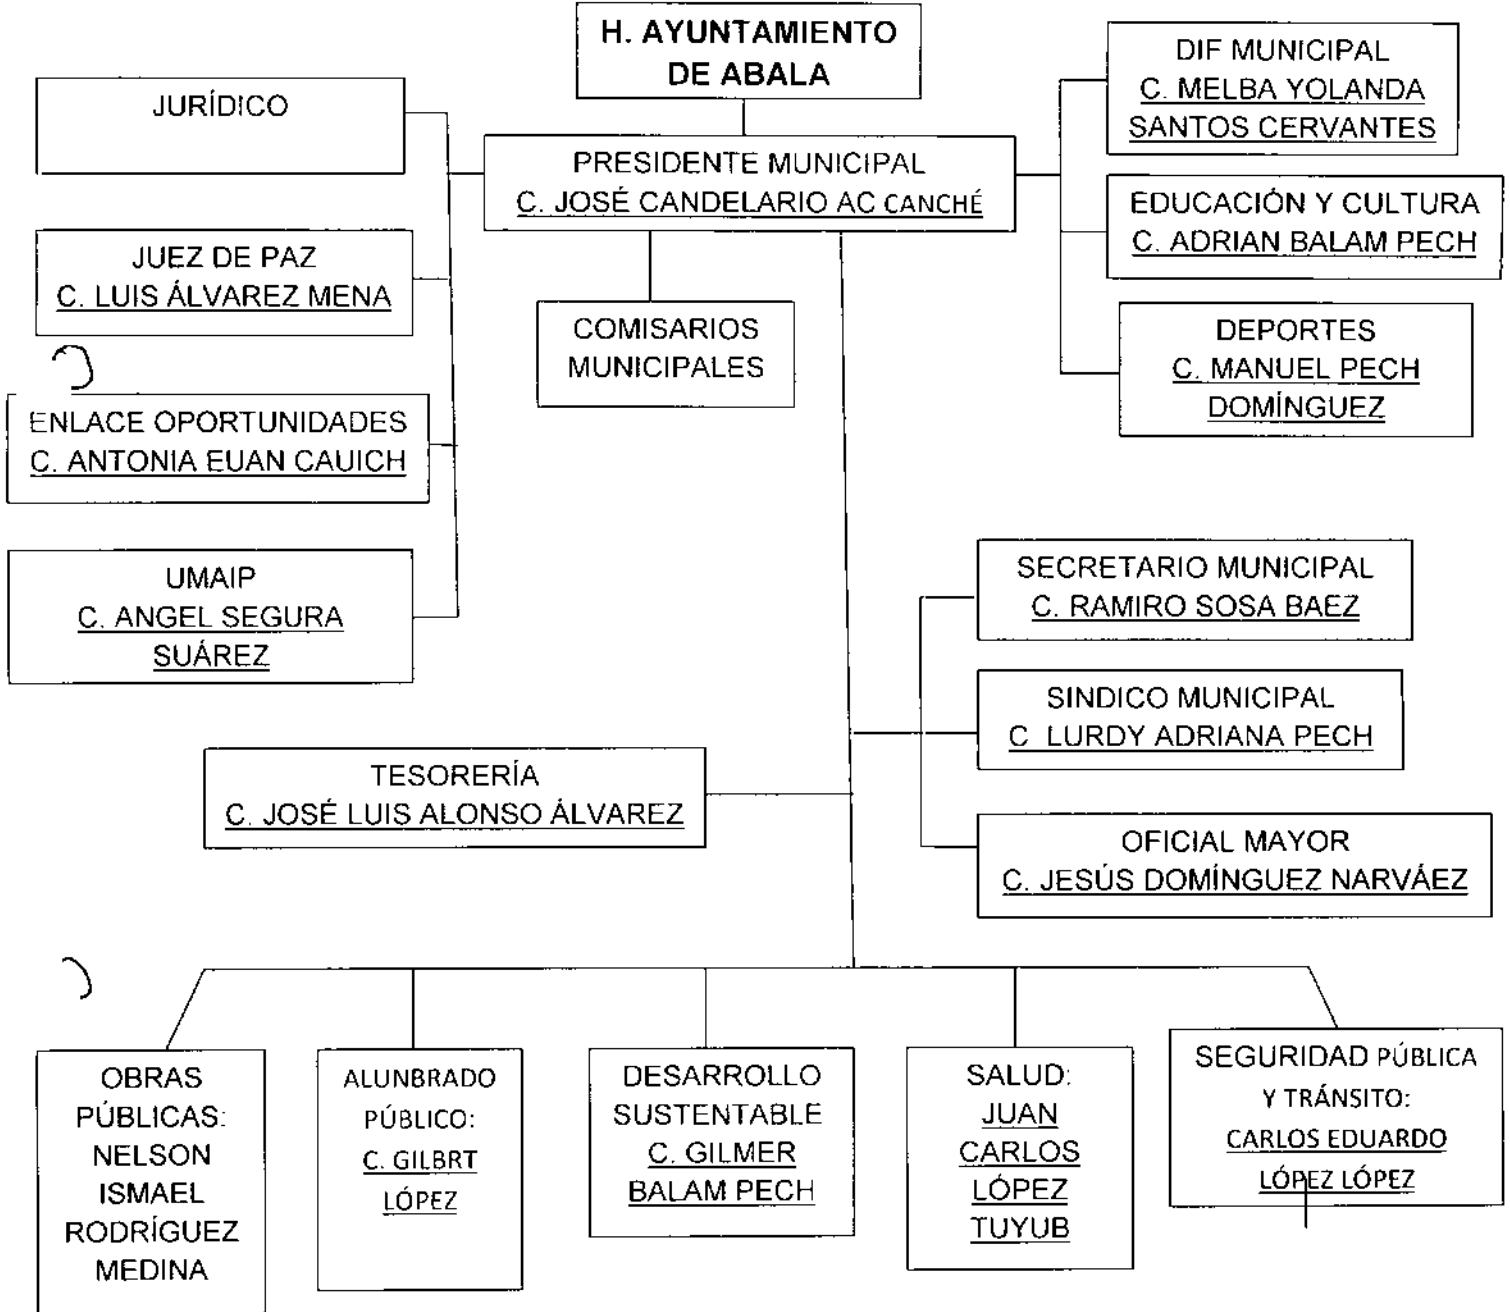 H. AYUNTAMIENTO
DE ABALA
PRESIDENTE MUNICIPAL
C. JOSÉ CANDELARIO AC CANCHÉ
JURÍDICO
JUEZ DE PAZ
C. LUIS ÁLVAREZ MENA
ENLACE OPORTUNIDADES
C. ANTONIA EUAN CAUICH
UMAIP
C. ANGEL SEGURA
SUÁREZ
COMISARIOS
MUNICIPALES
DIF MUNICIPAL
C. MELBA YOLANDA
SANTOS CERVANTES
EDUCACIÓN Y CULTURA
C. ADRIAN BALAM PECH
DEPORTES
C. MANUEL PECH
DOMÍNGUEZ
SECRETARIO MUNICIPAL
C. RAMIRO SOSA BAEZ
SINDICO MUNICIPAL
C LURDY ADRIANA PECH
OFICIAL MAYOR
C. JESÚS DOMÍNGUEZ NARVÁEZ
TESORERÍA
C. JOSÉ LUIS ALONSO ÁLVAREZ
OBRAS
PÚBLICAS:
NELSON
ISMAEL
RODRÍGUEZ
MEDINA
ALUNBRADO
PÚBLICO:
C. GILBRT
LÓPEZ
DESARROLLO
SUSTENTABLE
C. GILMER
BALAM PECH
SALUD:
JUAN
CARLOS
LÓPEZ
TUYUB
SEGURIDAD PÚBLICA
Y TRÁNSITO:
CARLOS EDUARDO
LÓPEZ LÓPEZ